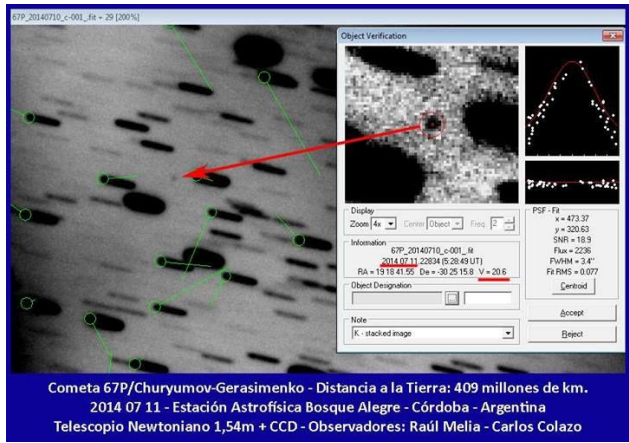 67P_20140710_c-001_.fit + 29 [200%]
Object Verification
Display
Zoom 4x Center Object Freq. 2
Information
67P_20140710_c-001_.fit
2014 07 11.22834 (5:28:49 UT)
RA = 19 18 41.55 De = -30 25 15.8 V = 20.6
Object Designation
Note
K - stacked image
PSF - Fit
x = 473.37
y = 320.63
SNR = 18.9
Flux = 2236
FWHM = 3.4"
Fit RMS = 0.077
Centroid
Accept
Reject
Cometa 67P/Churyumov-Gerasimenko - Distancia a la Tierra: 409 millones de km.
2014 07 11 - Estación Astrofísica Bosque Alegre - Córdoba - Argentina
Telescopio Newtoniano 1,54m + CCD - Observadores: Raúl Melia - Carlos Colazo